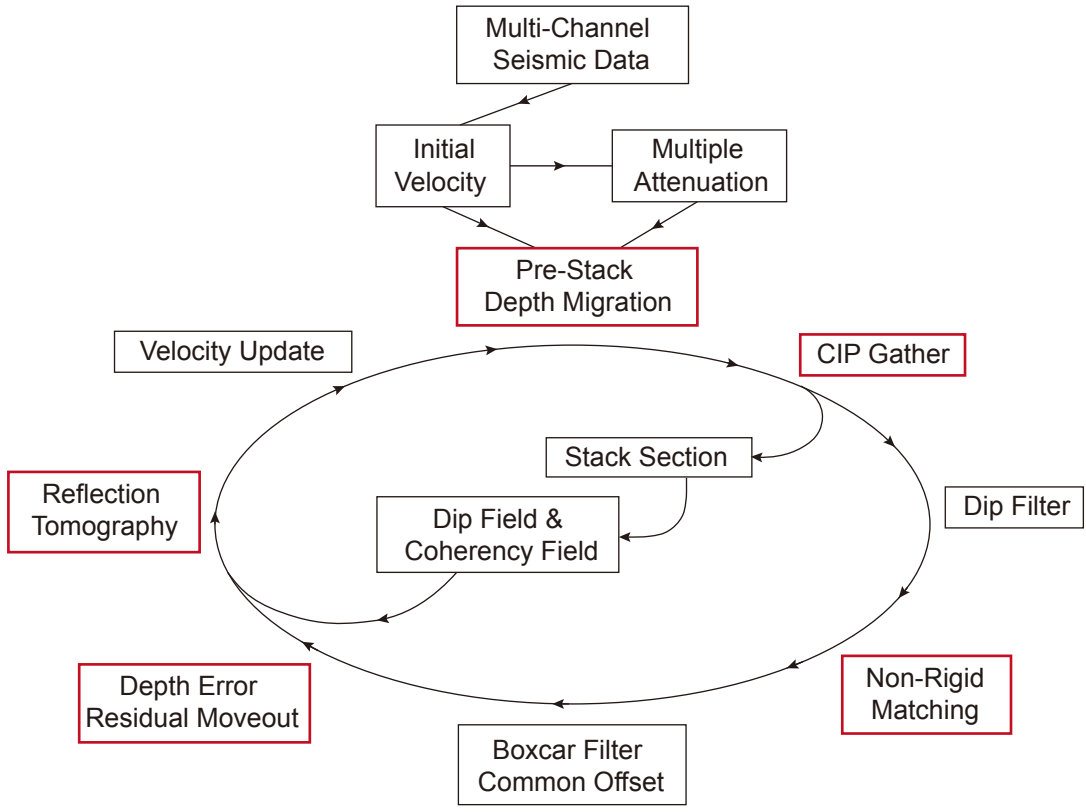 Multi-Channel
Seismic Data
Initial
Velocity
Multiple
Attenuation
Pre-Stack
Depth Migration
Velocity Update
CIP Gather
Stack Section
Reflection
Tomography
Dip Field &
Coherency Field
Dip Filter
Depth Error
Residual Moveout
Non-Rigid
Matching
Boxcar Filter
Common Offset